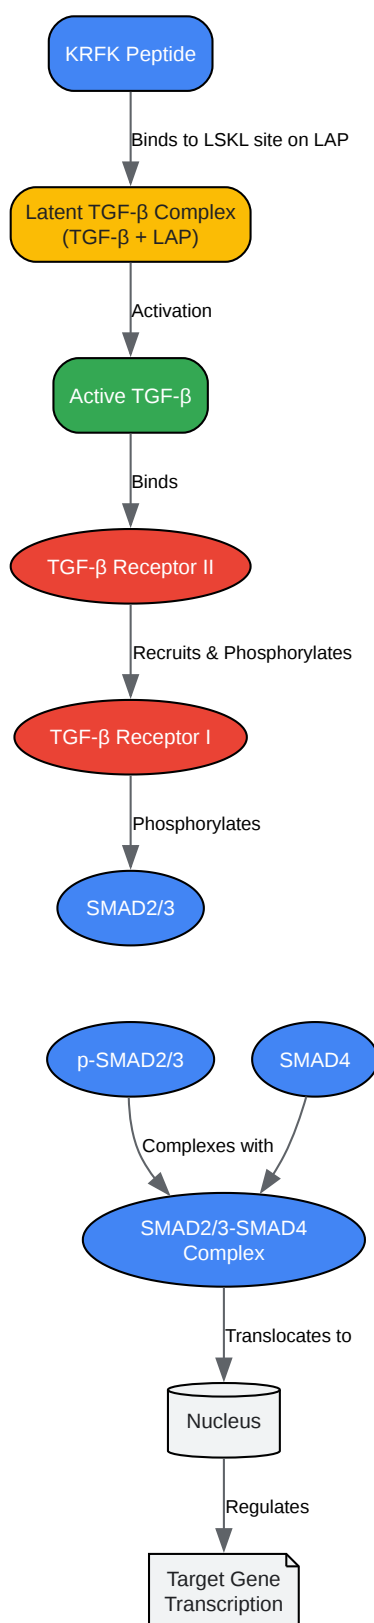 KRFK Peptide
Binds to LSKL site on LAP
Latent TGF-β Complex
(TGF-β + LAP)
Activation
Active TGF-β
Binds
TGF-β Receptor II
Recruits & Phosphorylates
TGF-β Receptor I
Phosphorylates
SMAD2/3
p-SMAD2/3
SMAD4
Complexes with
SMAD2/3-SMAD4
Complex
Translocates to
Nucleus
Regulates
Target Gene
Transcription